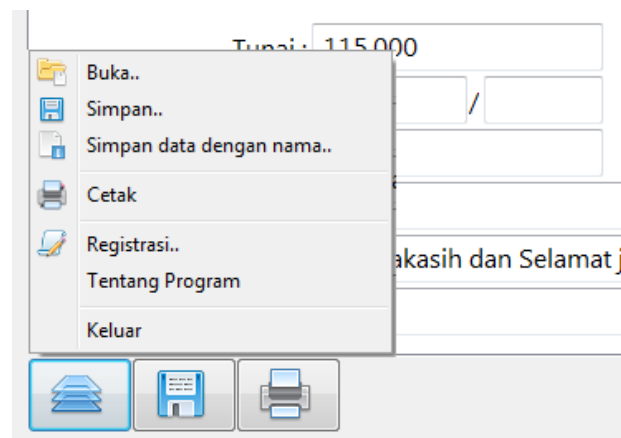 Tunai : 115.000
Buka..
Simpan..
/
Simpan data dengan nama..
Cetak
Registrasi..
akasih dan Selamat j
Tentang Program
Keluar